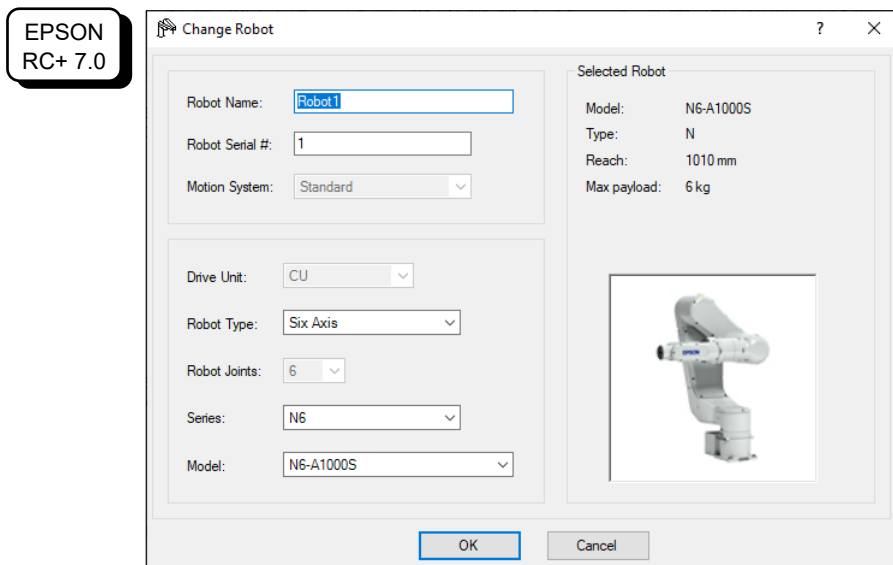 EPSON
RC+ 7.0
Change Robot
?
Robot Name: Robot1
Robot Serial #: 1
Motion System: Standard
Drive Unit: CU
Robot Type: Six Axis
Robot Joints: 6
Series: N6
Model: N6-A1000S
Selected Robot
Model: N6-A1000S
Type: N
Reach: 1010 mm
Max payload: 6 kg
EPSON
OK
Cancel